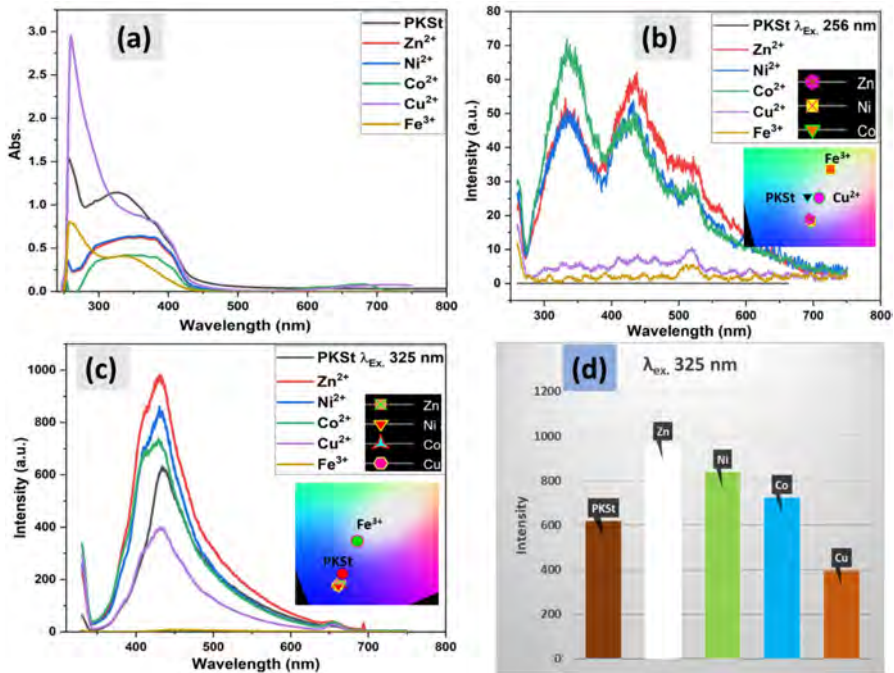 (a)
PKSt
Zn²⁺
Ni²⁺
Co²⁺
Cu²⁺
Fe³⁺
3.0
2.5
2.0
1.5
1.0
0.5
0.0
Abs.
300 400 500 600 700 800
Wavelength (nm)
(b)
PKSt λEx. 256 nm
Zn²⁺
Ni²⁺
Co²⁺
Cu²⁺
Fe³⁺
Zn
Ni
Co
Fe³⁺
PKSt
Cu²⁺
80
70
60
50
40
30
20
10
0
Intensity (a.u.)
300 400 500 600 700 800
Wavelength (nm)
(c)
PKSt λEx. 325 nm
Zn²⁺
Ni²⁺
Co²⁺
Cu²⁺
Fe³⁺
Zn
Ni
Co
Cu
Fe³⁺
PKSt
1000
800
600
400
200
0
Intensity (a.u.)
400 500 600 700 800
Wavelength (nm)
(d)
λex. 325 nm
1200
1000
800
600
400
200
0
Intensity
PKSt
Zn
Ni
Co
Cu